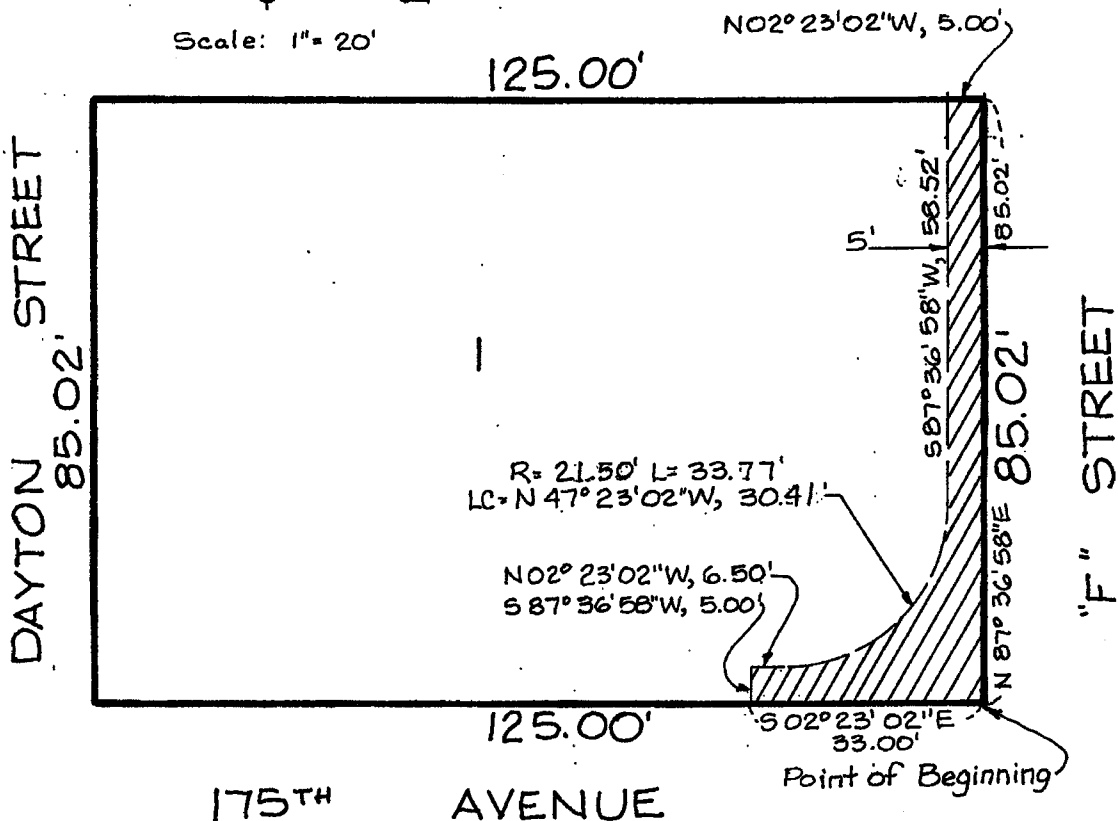 N02° 23'02"W, 5.00'
Scale: 1"= 20'
125.00'
DAYTON STREET
85.02'
S87°36'58"W, 58.52'
85.02'
5'
1
85.02'
N 87° 36'58"E
"F" STREET
R= 21.50' L= 33.77'
LC= N 47° 23'02"W, 30.41'
N02° 23'02"W, 6.50'
S 87° 36'58"W, 5.00'
125.00'
S 02° 23' 02"E
33.00'
Point of Beginning
175TH AVENUE